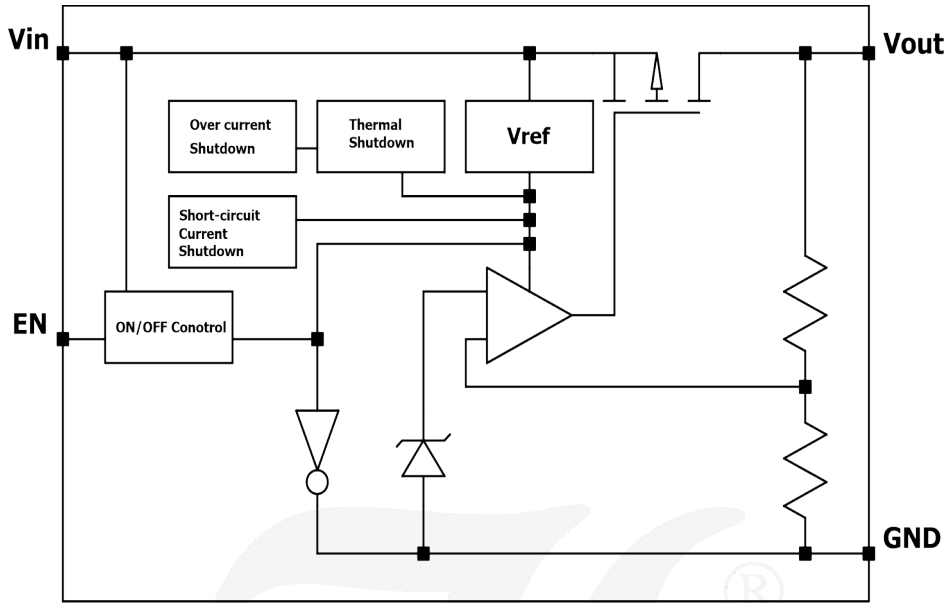 Vin
Vout
Over current
Shutdown
Thermal
Shutdown
Vref
Short-circuit
Current
Shutdown
EN
ON/OFF Conotrol
GND
®